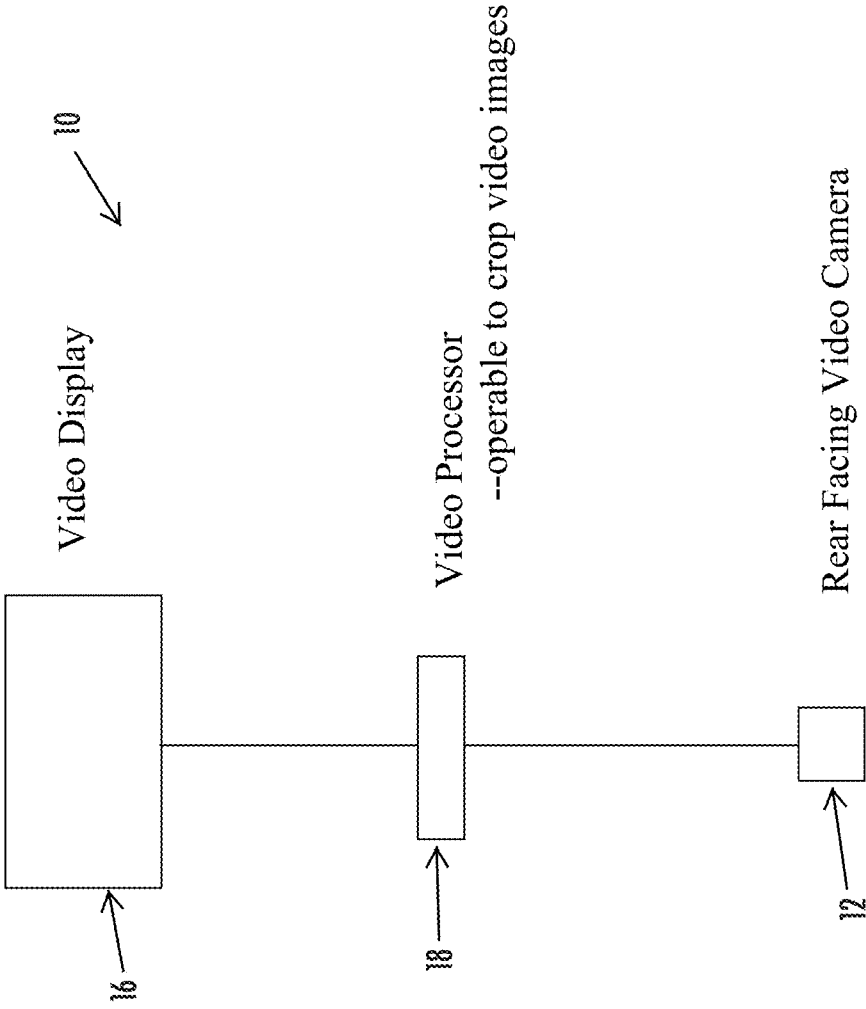 10
Video Display
16
Video Processor
--operable to crop video images
18
Rear Facing Video Camera
12